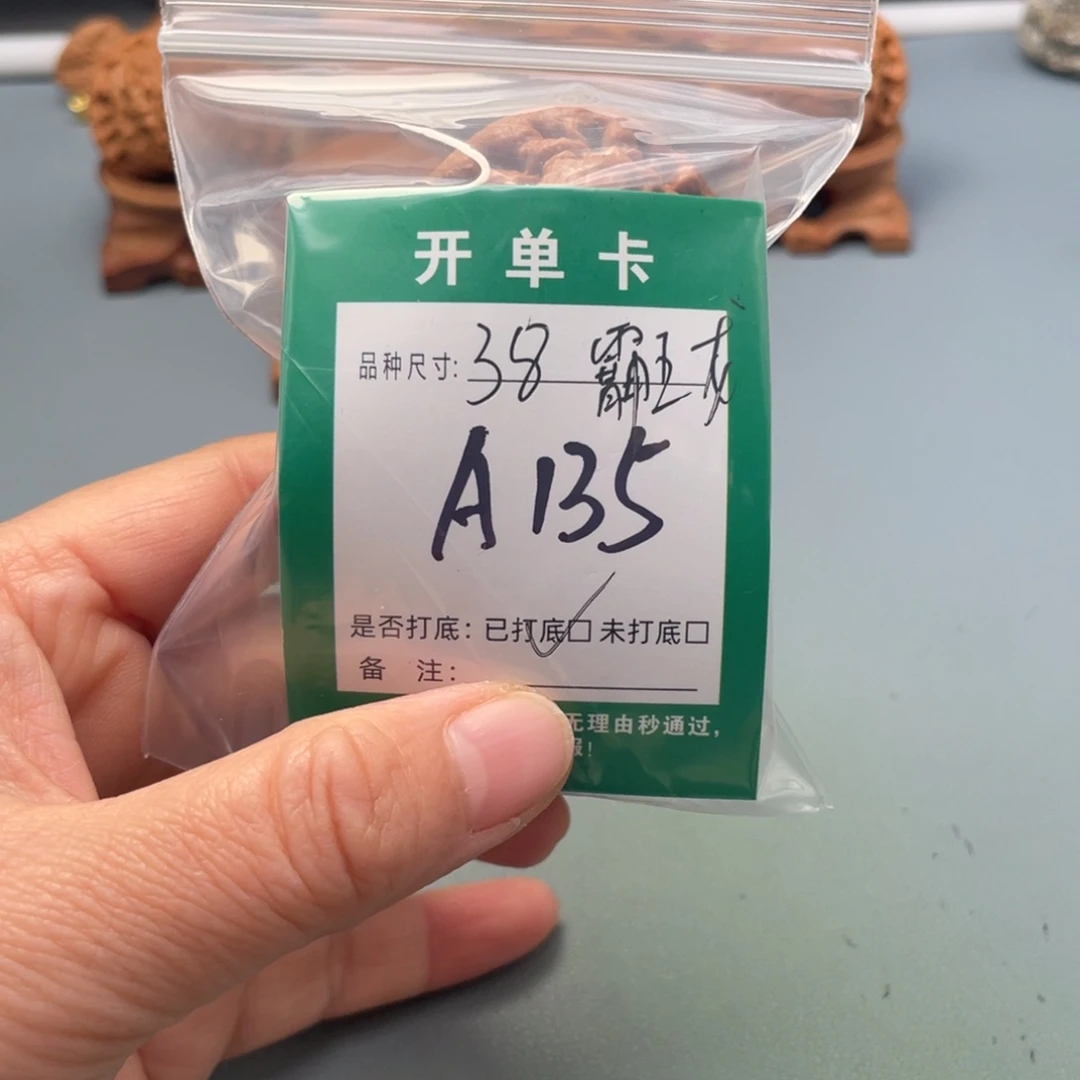 开单卡
品种尺寸: 38 霸王龙
A135
是否打底: 已打底☐ 未打底☐
备 注:
无理由秒通过,
报!